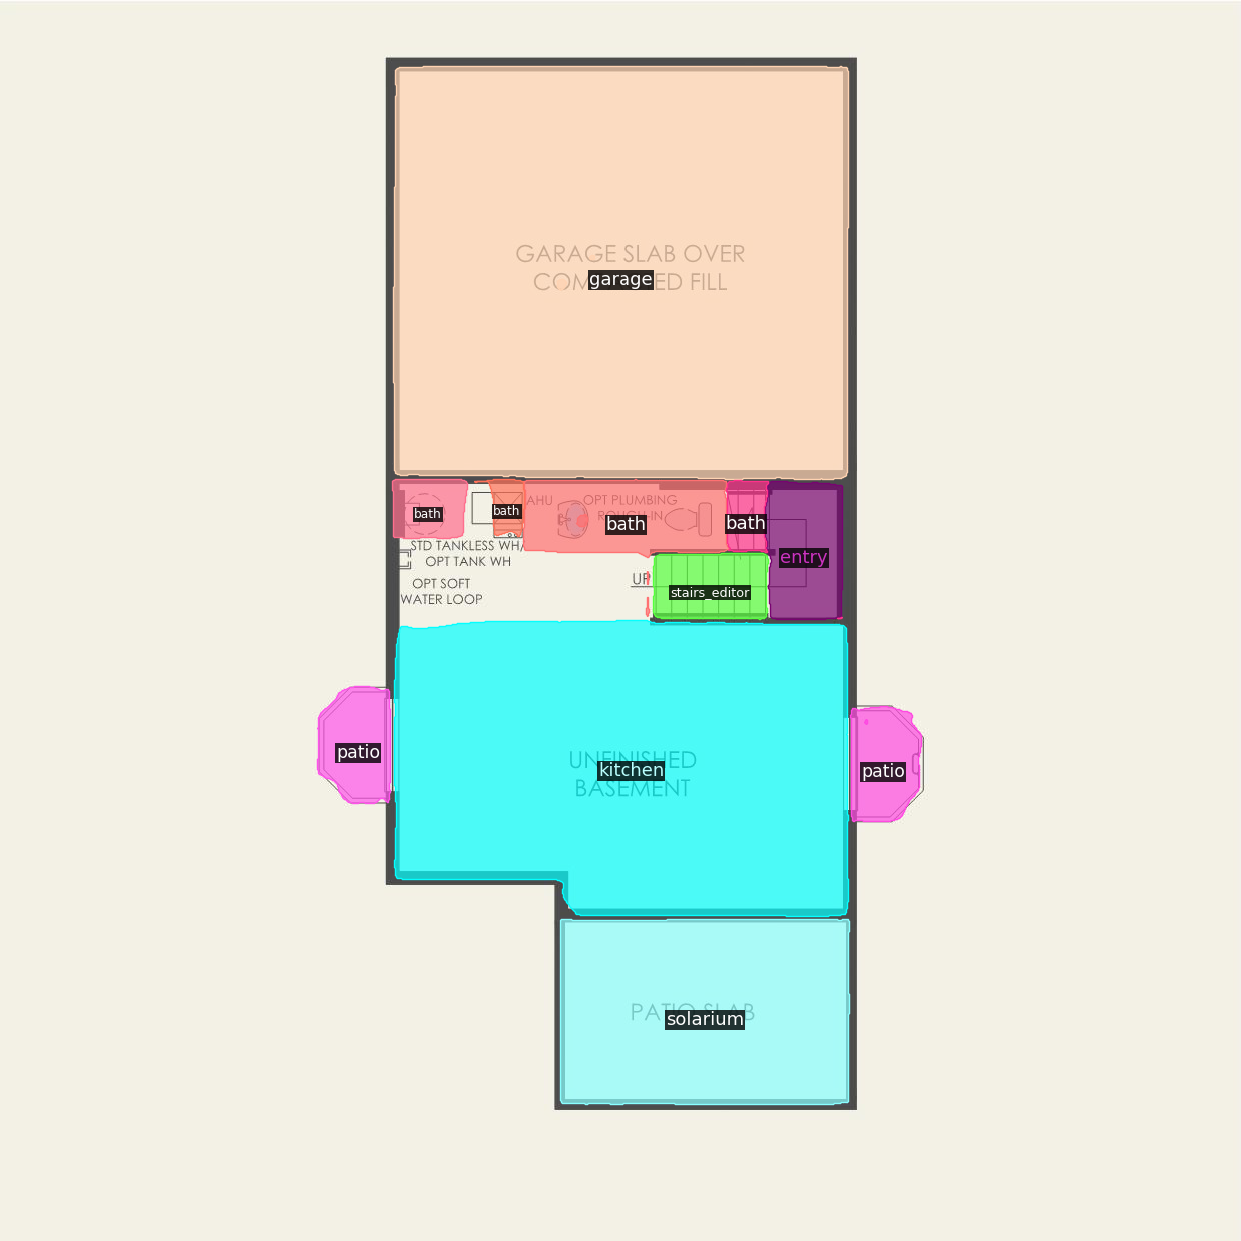 GARAGE SLAB OVER
COM ED FILL
garage
AHU
OPT PLUMBING
ROUGH IN
bath
bath
bath
bath
STD TANKLESS WH/
OPT TANK WH
entry
OPT SOFT
WATER LOOP
UP
stairs_editor
UNFINISHED
BASEMENT
kitchen
patio
patio
PATIO SLAB
solarium